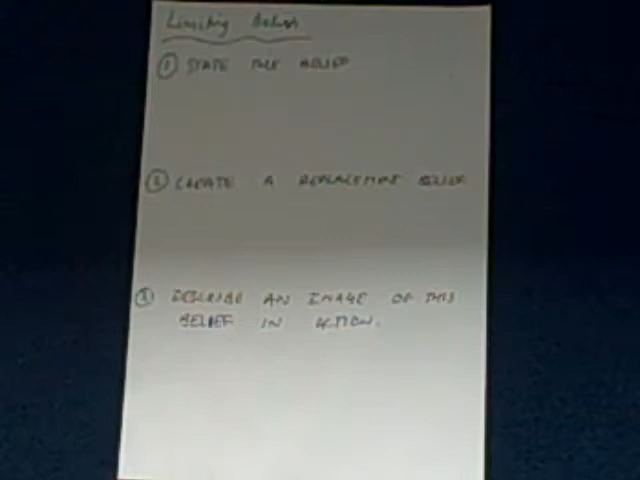 Limiting Beliefs
① STATE THE BELIEF
② CREATE A REPLACEMENT BELIEF
③ DESCRIBE AN IMAGE OF THIS
BELIEF IN ACTION.